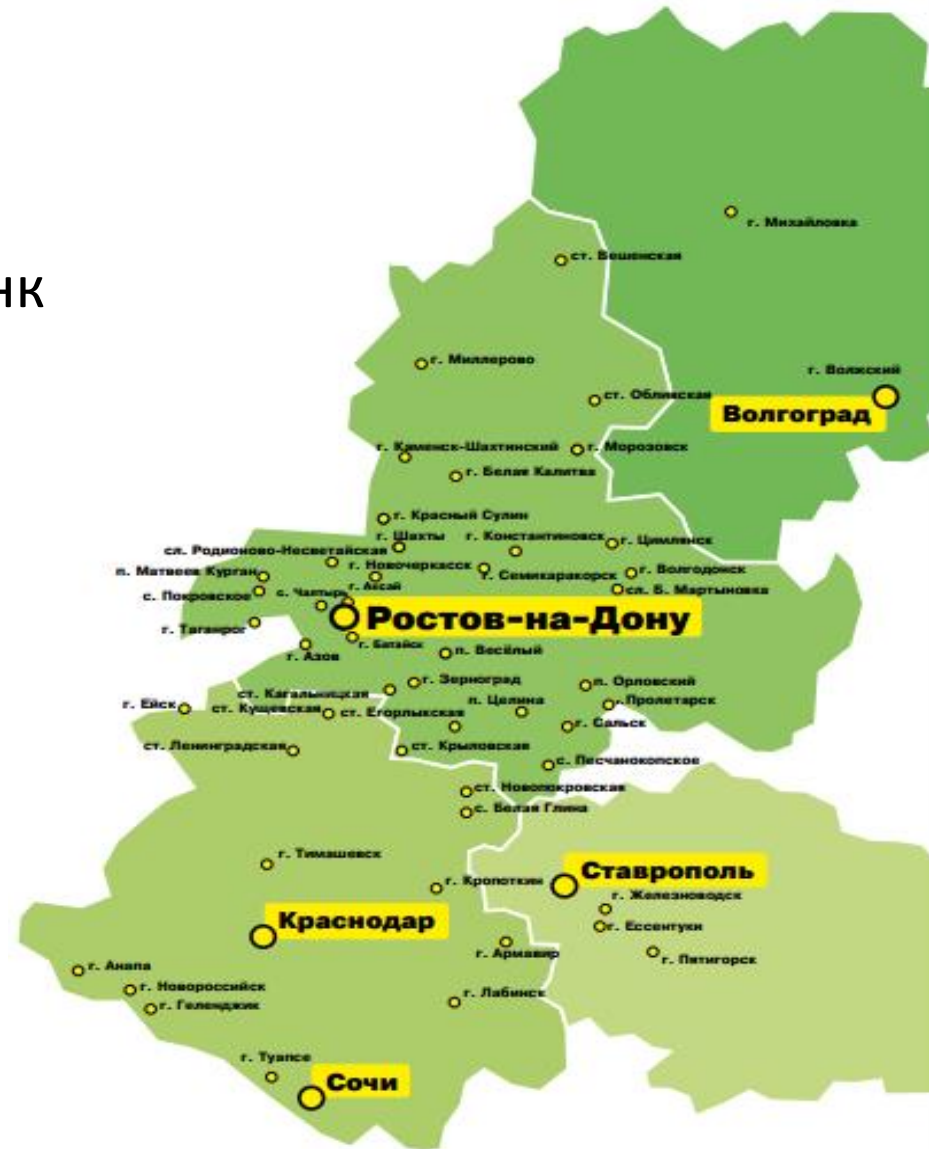 нк
г. Михайловка
ст. Вешенская
г. Миллерово
г. Волжский
ст. Обливская
Волгоград
г. Каменск-Шахтинский
г. Морозовск
г. Белая Калитва
г. Красный Сулин
г. Шахты
г. Константиновск
г. Цимлянск
сл. Родионово-Несветайская
г. Новочеркасск
г. Семикаракорск
г. Волгодонск
п. Матвеев Курган
г. Аксай
сл. Б. Мартыновка
с. Покровское
с. Чалтырь
Ростов-на-Дону
г. Таганрог
г. Батайск
г. Азов
п. Весёлый
г. Зерноград
п. Орловский
ст. Кагальницкая
г. Ейск
ст. Кущевская
ст. Егорлыкская
п. Целина
г. Пролетарск
г. Сальск
ст. Ленинградская
ст. Крыловская
с. Песчанокопское
ст. Новопокровская
с. Белая Глина
г. Тимашевск
г. Кропоткин
Ставрополь
г. Железноводск
Краснодар
г. Ессентуки
г. Армавир
г. Пятигорск
г. Анапа
г. Новороссийск
г. Лабинск
г. Геленджик
г. Туапсе
Сочи